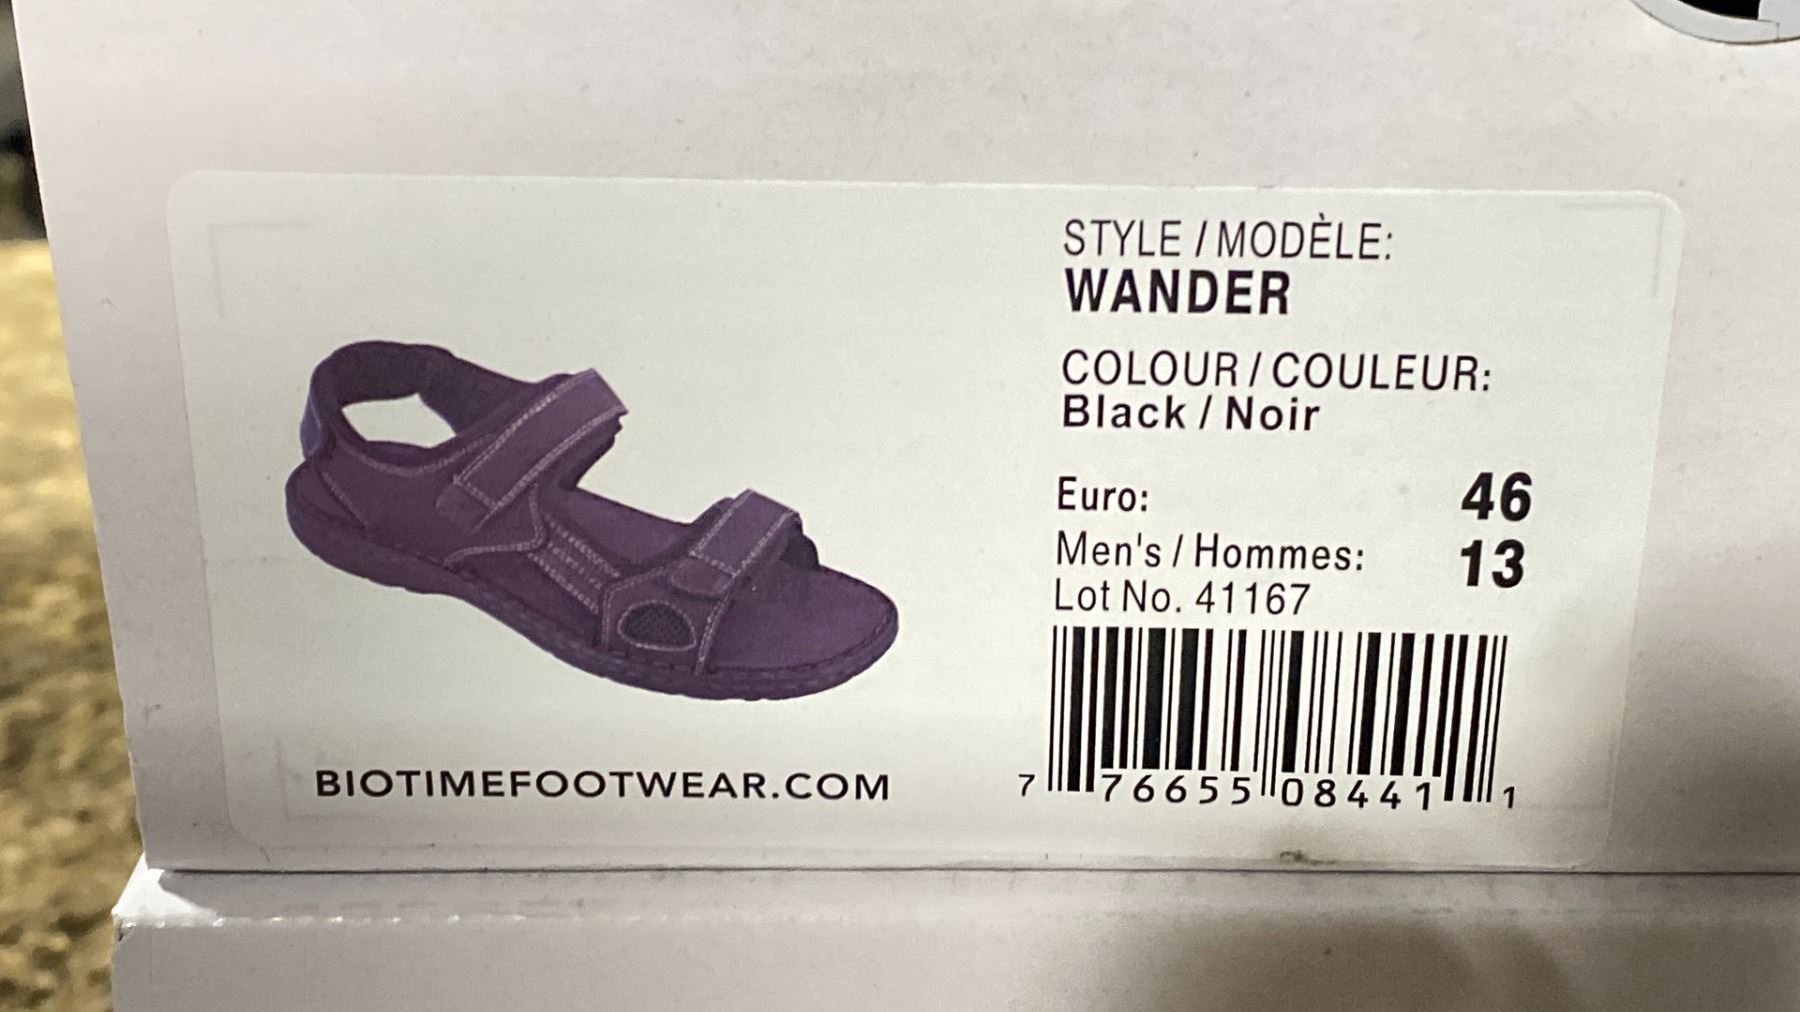 STYLE / MODÈLE:
WANDER
COLOUR / COULEUR:
Black / Noir
Euro: 46
Men's / Hommes: 13
Lot No. 41167
7 76655 08441 1
BIOTIMEFOOTWEAR.COM